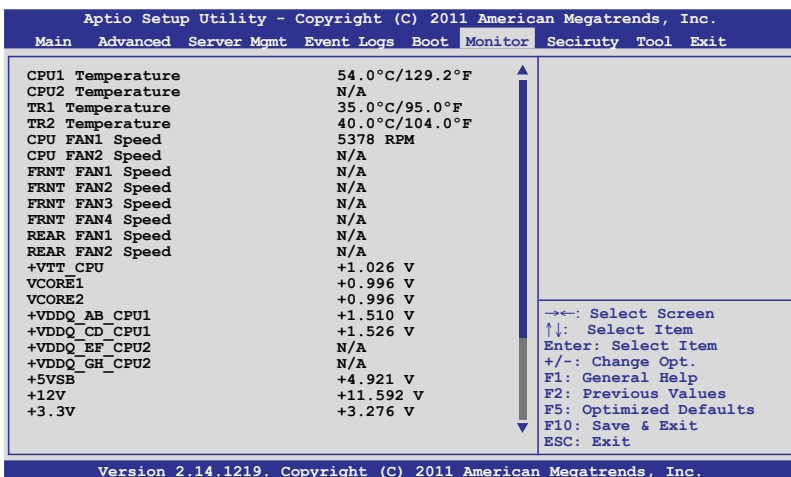 Aptio Setup Utility - Copyright (C) 2011 American Megatrends, Inc.
Main Advanced Server Mgmt Event Logs Boot Monitor Seciruty Tool Exit
CPU1 Temperature 54.0°C/129.2°F
CPU2 Temperature N/A
TR1 Temperature 35.0°C/95.0°F
TR2 Temperature 40.0°C/104.0°F
CPU FAN1 Speed 5378 RPM
CPU FAN2 Speed N/A
FRNT FAN1 Speed N/A
FRNT FAN2 Speed N/A
FRNT FAN3 Speed N/A
FRNT FAN4 Speed N/A
REAR FAN1 Speed N/A
REAR FAN2 Speed N/A
+VTT_CPU +1.026 V
VCORE1 +0.996 V
VCORE2 +0.996 V
+VDDQ_AB_CPU1 +1.510 V
+VDDQ_CD_CPU1 +1.526 V
+VDDQ_EF_CPU2 N/A
+VDDQ_GH_CPU2 N/A
+5VSB +4.921 V
+12V +11.592 V
+3.3V +3.276 V
→←: Select Screen
↑↓: Select Item
Enter: Select Item
+/-: Change Opt.
F1: General Help
F2: Previous Values
F5: Optimized Defaults
F10: Save & Exit
ESC: Exit
Version 2.14.1219. Copyright (C) 2011 American Megatrends, Inc.